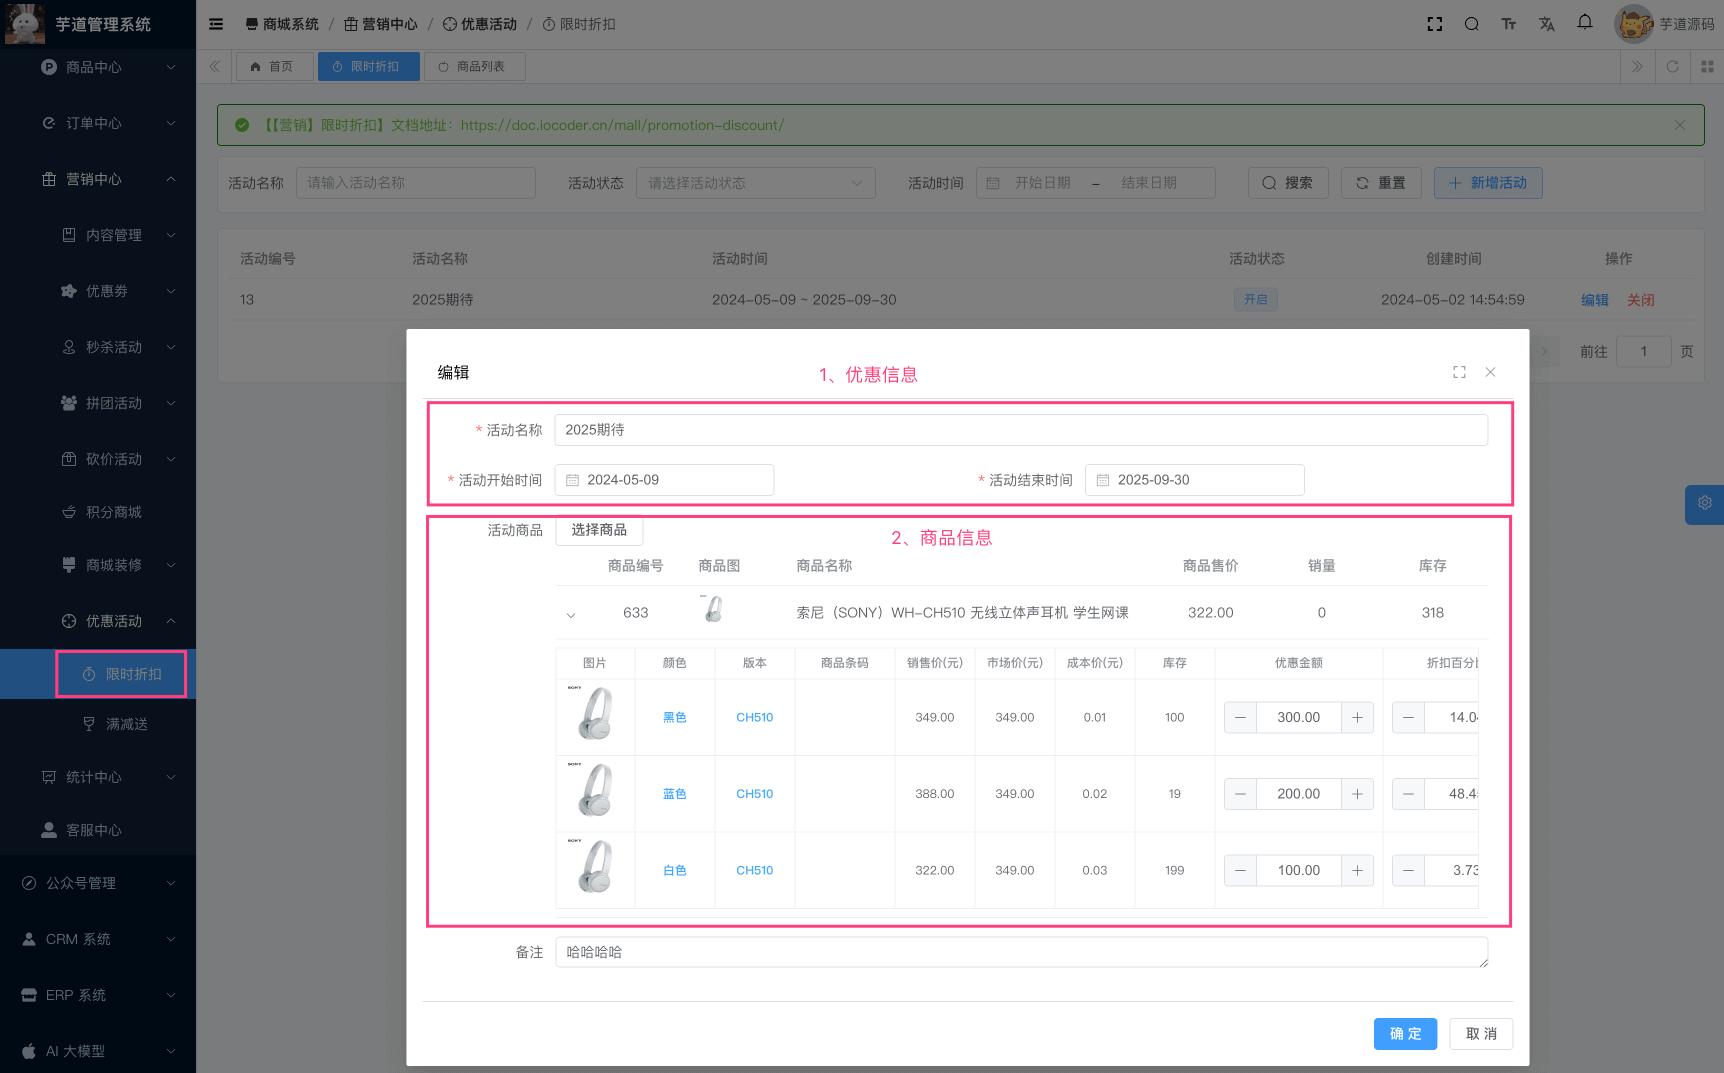 芋道管理系统
商城系统 / 营销中心 / 优惠活动 / 限时折扣
芋道源码
首页
限时折扣
商品列表
商品中心
订单中心
营销中心
内容管理
优惠劵
秒杀活动
拼团活动
砍价活动
积分商城
商城装修
优惠活动
限时折扣
满减送
统计中心
客服中心
公众号管理
CRM 系统
ERP 系统
AI 大模型
【【营销】限时折扣】文档地址：https://doc.iocoder.cn/mall/promotion-discount/
活动名称 请输入活动名称 活动状态 请选择活动状态 活动时间 开始日期 - 结束日期 搜索 重置 新增活动
活动编号 活动名称 活动时间 活动状态 创建时间 操作
13 2025期待 2024-05-09 ~ 2025-09-30 开启 2024-05-02 14:54:59 编辑 关闭
前往 1 页
编辑
1、优惠信息
* 活动名称 2025期待
* 活动开始时间 2024-05-09 * 活动结束时间 2025-09-30
活动商品 选择商品
2、商品信息
商品编号 商品图 商品名称 商品售价 销量 库存
633 索尼（SONY）WH-CH510 无线立体声耳机 学生网课 322.00 0 318
图片 颜色 版本 商品条码 销售价(元) 市场价(元) 成本价(元) 库存 优惠金额 折扣百分
SONY 黑色 CH510 349.00 349.00 0.01 100 300.00 14.0
SONY 蓝色 CH510 388.00 349.00 0.02 19 200.00 48.4
SONY 白色 CH510 322.00 349.00 0.03 199 100.00 3.73
备注 哈哈哈哈
确 定 取 消